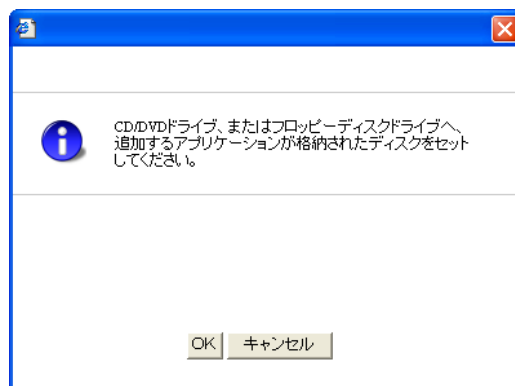 CD/DVDドライブ、またはフロッピーディスクドライブへ、
追加するアプリケーションが格納されたディスクをセット
してください。
OK キャンセル